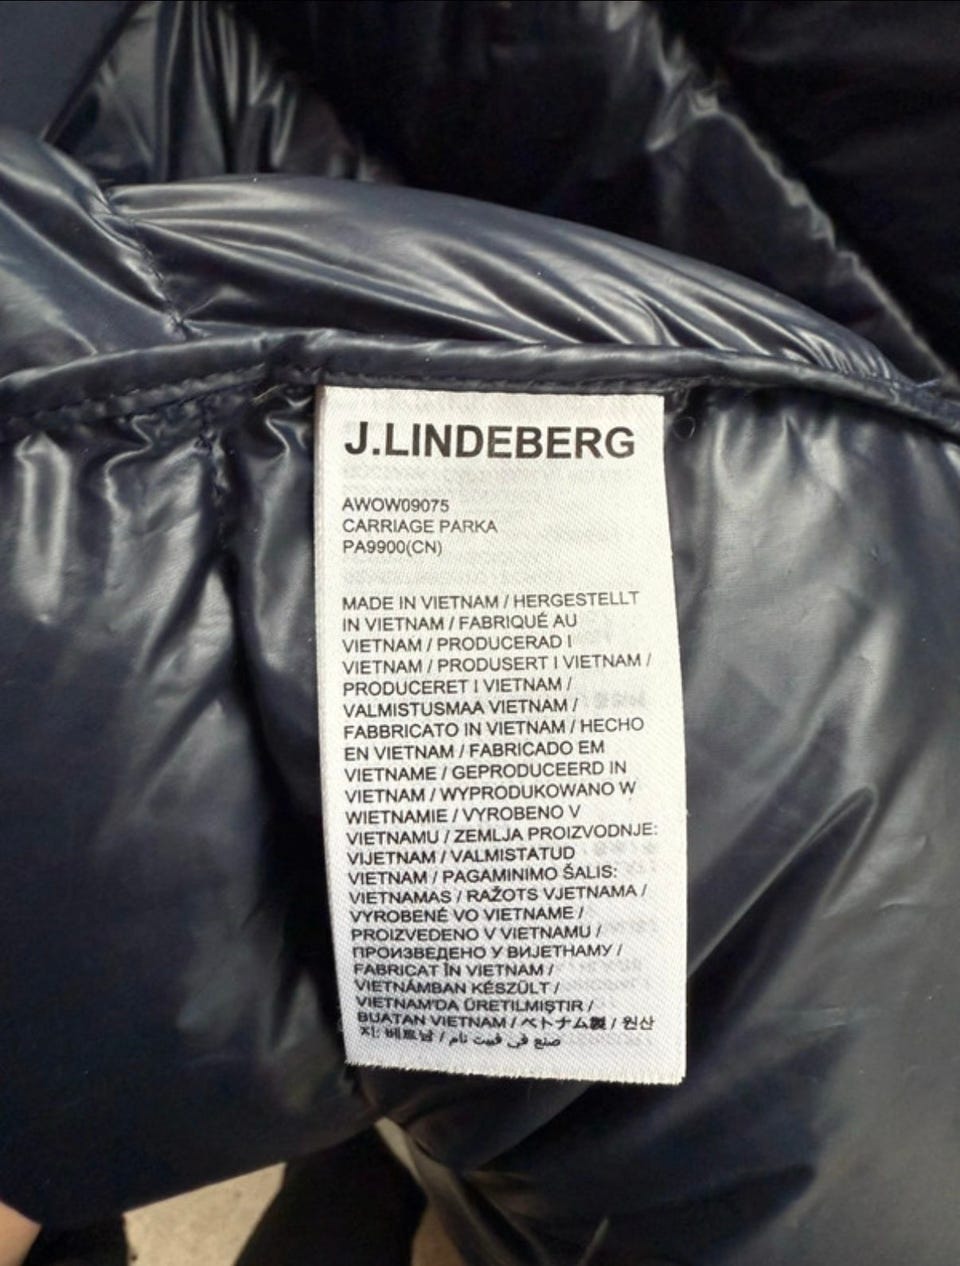 J.LINDEBERG
AWOW09075
CARRIAGE PARKA
PA9900(CN)
MADE IN VIETNAM / HERGESTELLT
IN VIETNAM / FABRIQUÉ AU
VIETNAM / PRODUCERAD I
VIETNAM / PRODUSERT I VIETNAM /
PRODUCERET I VIETNAM /
VALMISTUSMAA VIETNAM /
FABBRICATO IN VIETNAM / HECHO
EN VIETNAM / FABRICADO EM
VIETNAME / GEPRODUCEERD IN
VIETNAM / WYPRODUKOWANO W
WIETNAMIE / VYROBENO V
VIETNAMU / ZEMLJA PROIZVODNJE:
VIJETNAM / VALMISTATUD
VIETNAM / PAGAMINIMO ŠALIS:
VIETNAMAS / RAŽOTS VJETNAMA /
VYROBENÉ VO VIETNAME /
PROIZVEDENO V VIETNAMU /
ПРОИЗВЕДЕНО У ВИЈЕТНАМУ /
FABRICAT ÎN VIETNAM /
VIETNÁMBAN KÉSZÜLT /
VIETNAM'DA ÜRETILMIŞTIR /
BUATAN VIETNAM / ベトナム製 / 원산
지: 베트남 / صنع في فييت نام